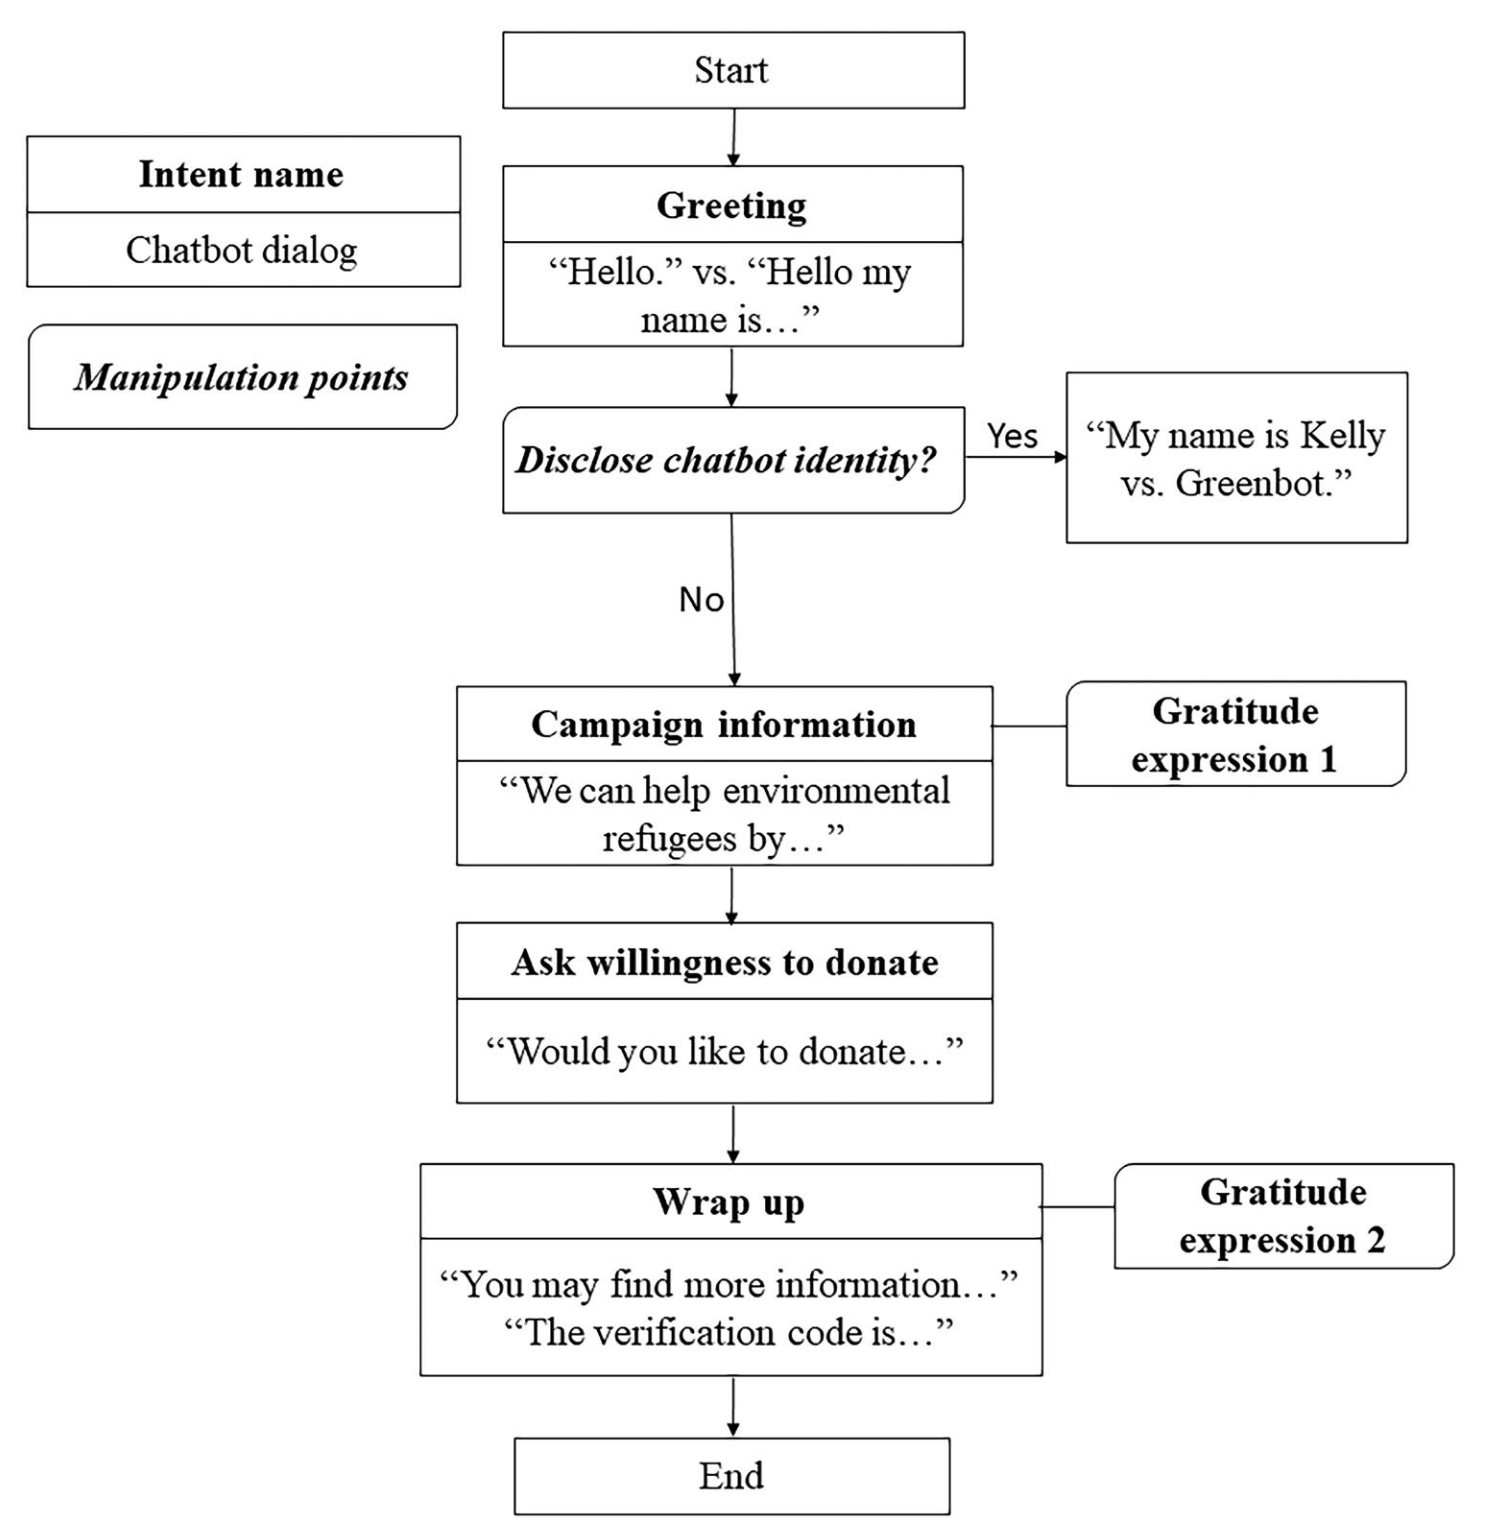 Start
Intent name
Chatbot dialog
Manipulation points
Greeting
“Hello.” vs. “Hello my
name is…”
Disclose chatbot identity?
Yes
“My name is Kelly
vs. Greenbot.”
No
Campaign information
“We can help environmental
refugees by…”
Gratitude
expression 1
Ask willingness to donate
“Would you like to donate…”
Wrap up
“You may find more information…”
“The verification code is…”
Gratitude
expression 2
End